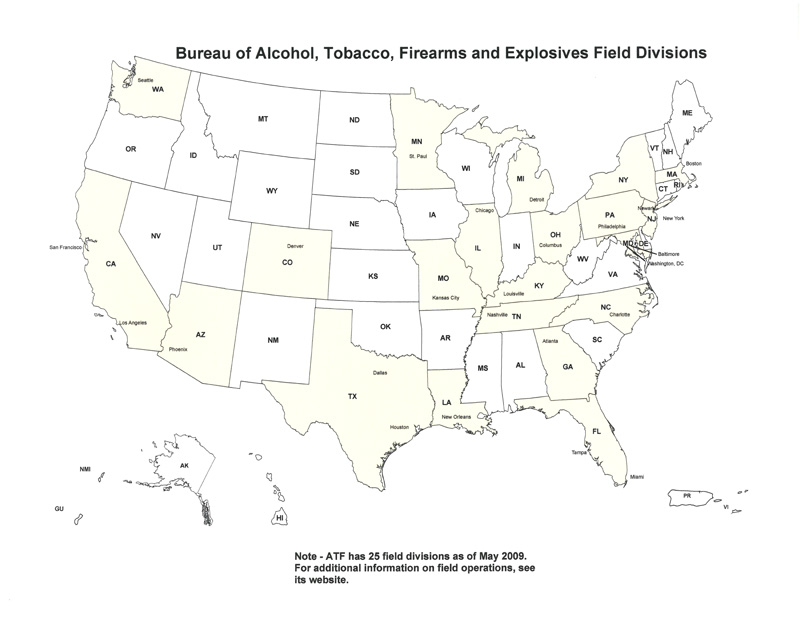 Bureau of Alcohol, Tobacco, Firearms and Explosives Field Divisions
Seattle
WA
MT
ND
MN
ME
OR
ID
St. Paul
WI
VT
NH
SD
MI
Boston
MA
NY
CT
RI
WY
Detroit
IA
Chicago
PA
Newark
NJ
New York
Philadelphia
NE
NV
UT
Denver
CO
IL
IN
OH
Columbus
MD
DE
San Francisco
Baltimore
Washington, DC
CA
WV
VA
KS
MO
KY
Kansas City
Louisville
NC
Los Angeles
Nashville
TN
Charlotte
AZ
NM
OK
AR
Atlanta
SC
Phoenix
Dallas
MS
AL
GA
TX
LA
New Orleans
Houston
FL
Tampa
Miami
NMI
AK
GU
HI
PR
VI
Note - ATF has 25 field divisions as of May 2009.
For additional information on field operations, see
its website.